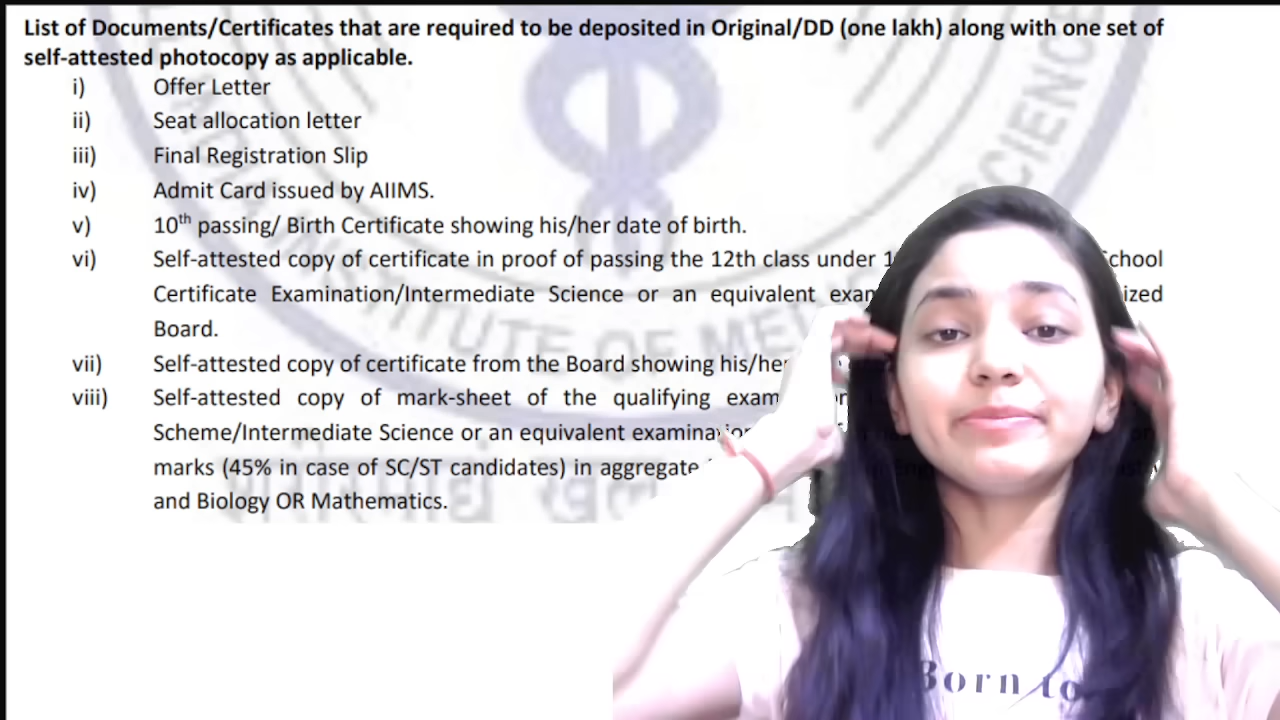 List of Documents/Certificates that are required to be deposited in Original/DD (one lakh) along with one set of
self-attested photocopy as applicable.
i) Offer Letter
ii) Seat allocation letter
iii) Final Registration Slip
iv) Admit Card issued by AIIMS.
v) 10th passing/ Birth Certificate showing his/her date of birth.
vi) Self-attested copy of certificate in proof of passing the 12th class under
Certificate Examination/Intermediate Science or an equivalent
Board.
vii) Self-attested copy of certificate from the Board showing his/her
viii) Self-attested copy of mark-sheet of the qualifying
Scheme/Intermediate Science or an equivalent
marks (45% in case of SC/ST candidates) in aggregate
and Biology OR Mathematics.
INSTITUTE OF
Born to